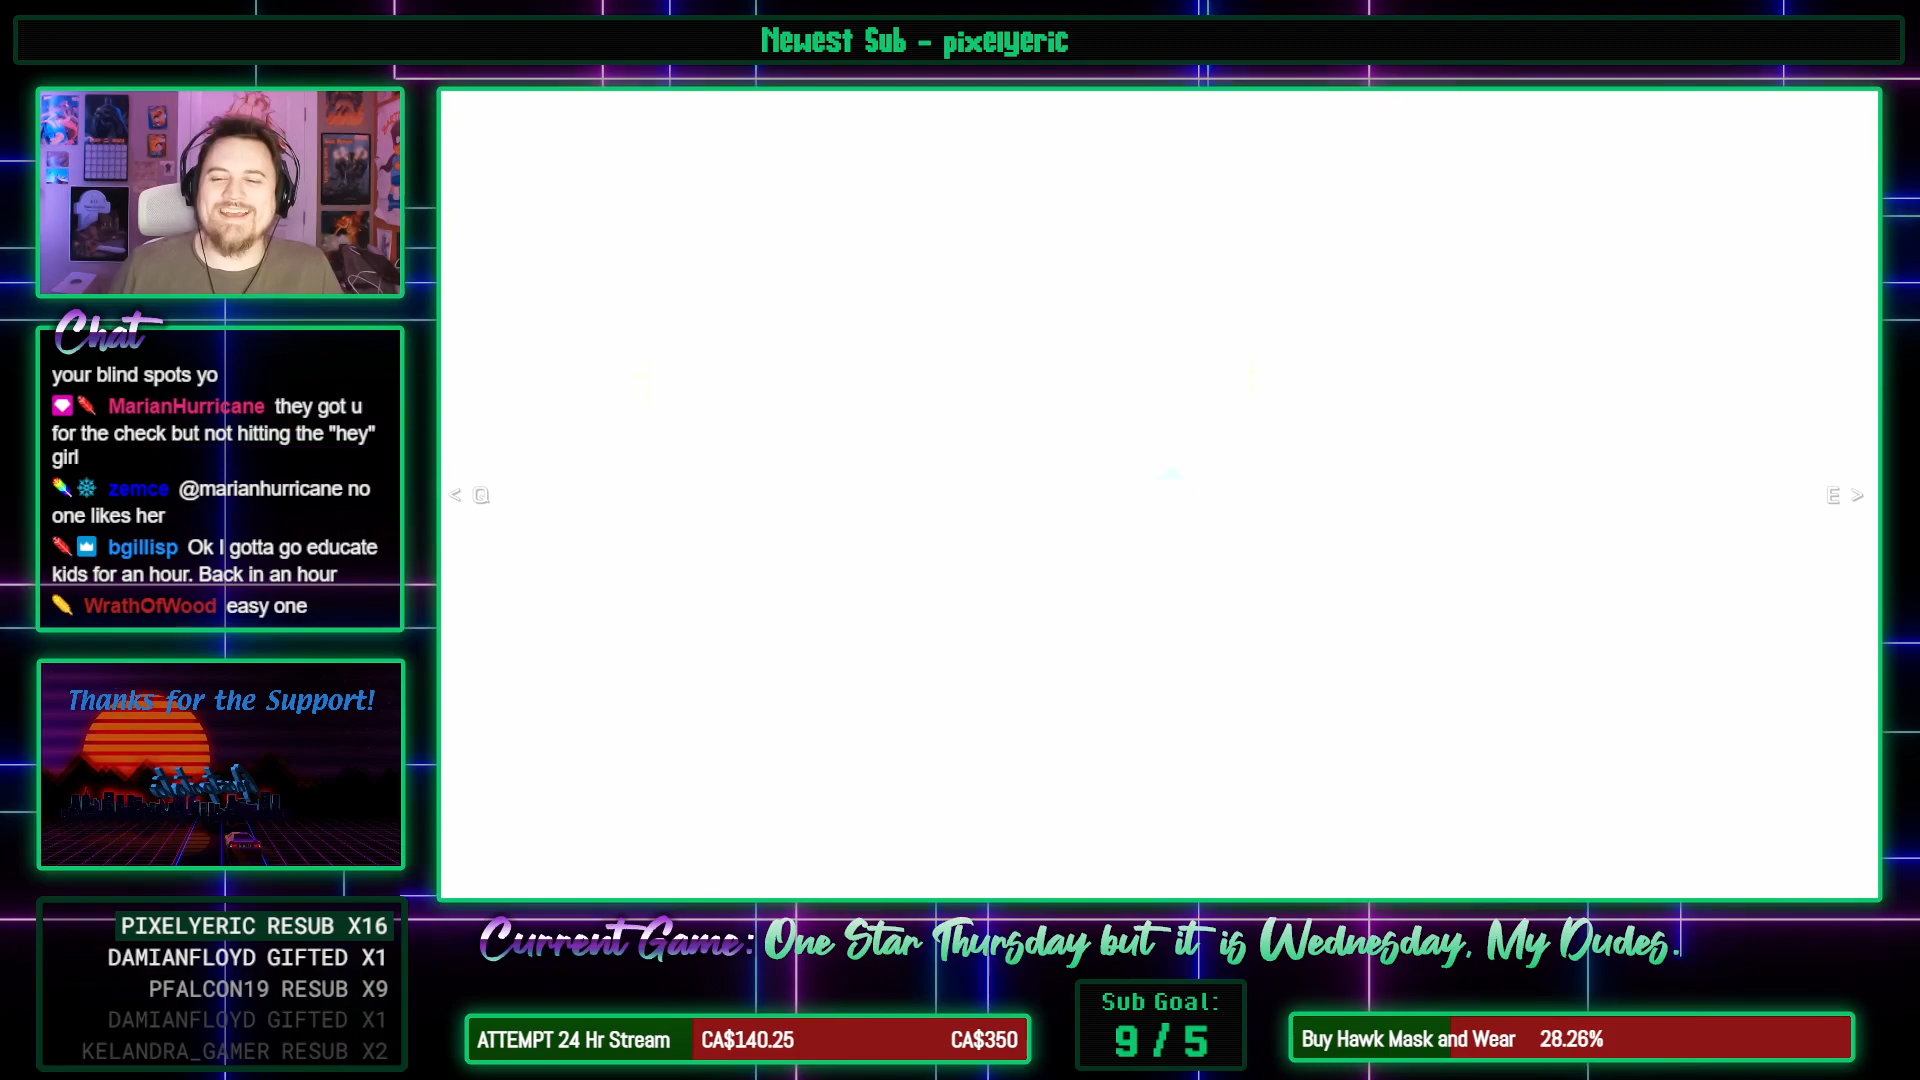 Newest Sub - pixelyeric
Chat
your blind spots yo
MarianHurricane they got u
for the check but not hitting the "hey"
girl
zemce @marianhurricane no
one likes her
bgillisp Ok I gotta go educate
kids for an hour. Back in an hour
WrathOfWood easy one
< Q
E >
Thanks for the Support!
PIXELYERIC RESUB X16
DAMIANFLOYD GIFTED X1
PFALCON19 RESUB X9
DAMIANFLOYD GIFTED X1
KELANDRA_GAMER RESUB X2
Current Game: One Star Thursday but it is Wednesday, My Dudes.
ATTEMPT 24 Hr Stream CA$140.25 CA$350
Sub Goal:
9 / 5
Buy Hawk Mask and Wear 28.26%